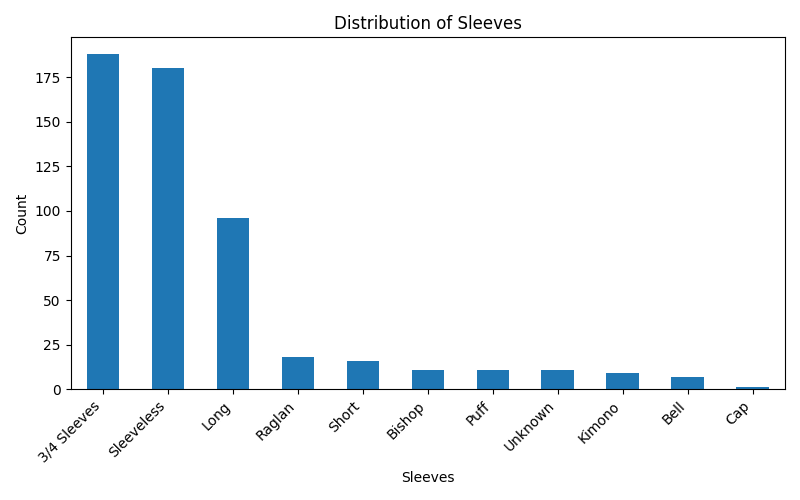 Distribution of Sleeves
Count
175
150
125
100
75
50
25
0
3/4 Sleeves
Sleeveless
Long
Raglan
Short
Bishop
Puff
Unknown
Kimono
Bell
Cap
Sleeves